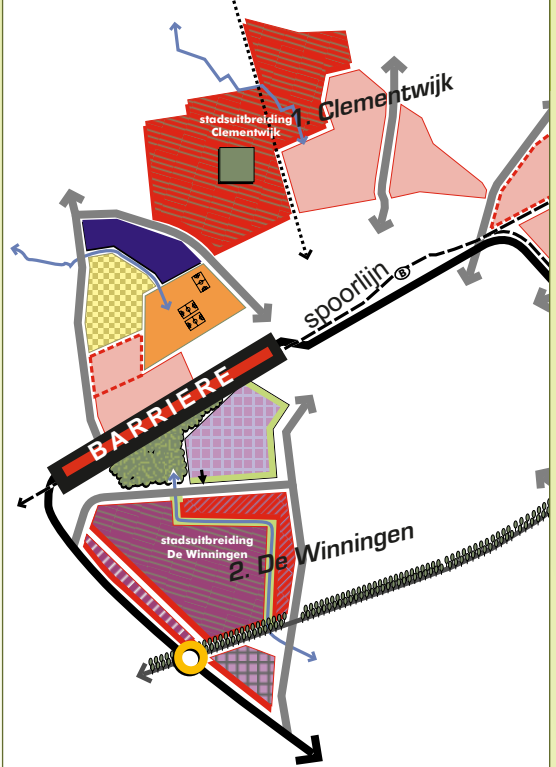 stadsuitbreiding
Clementwijk
1. Clementwijk
spoorlijn
B
BARRIERE
stadsuitbreiding
De Winningen
2. De Winningen